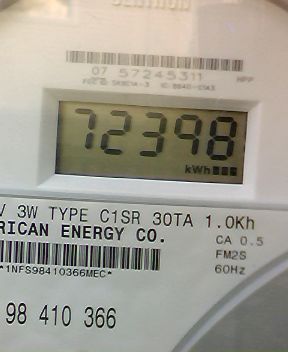 07 57245311
HPP
72398
kWh
V 3W TYPE C1SR 30TA 1.0Kh
RICAN ENERGY CO.
CA 0.5
FM2S
*1NFS98410366MEC*
60Hz
98 410 366